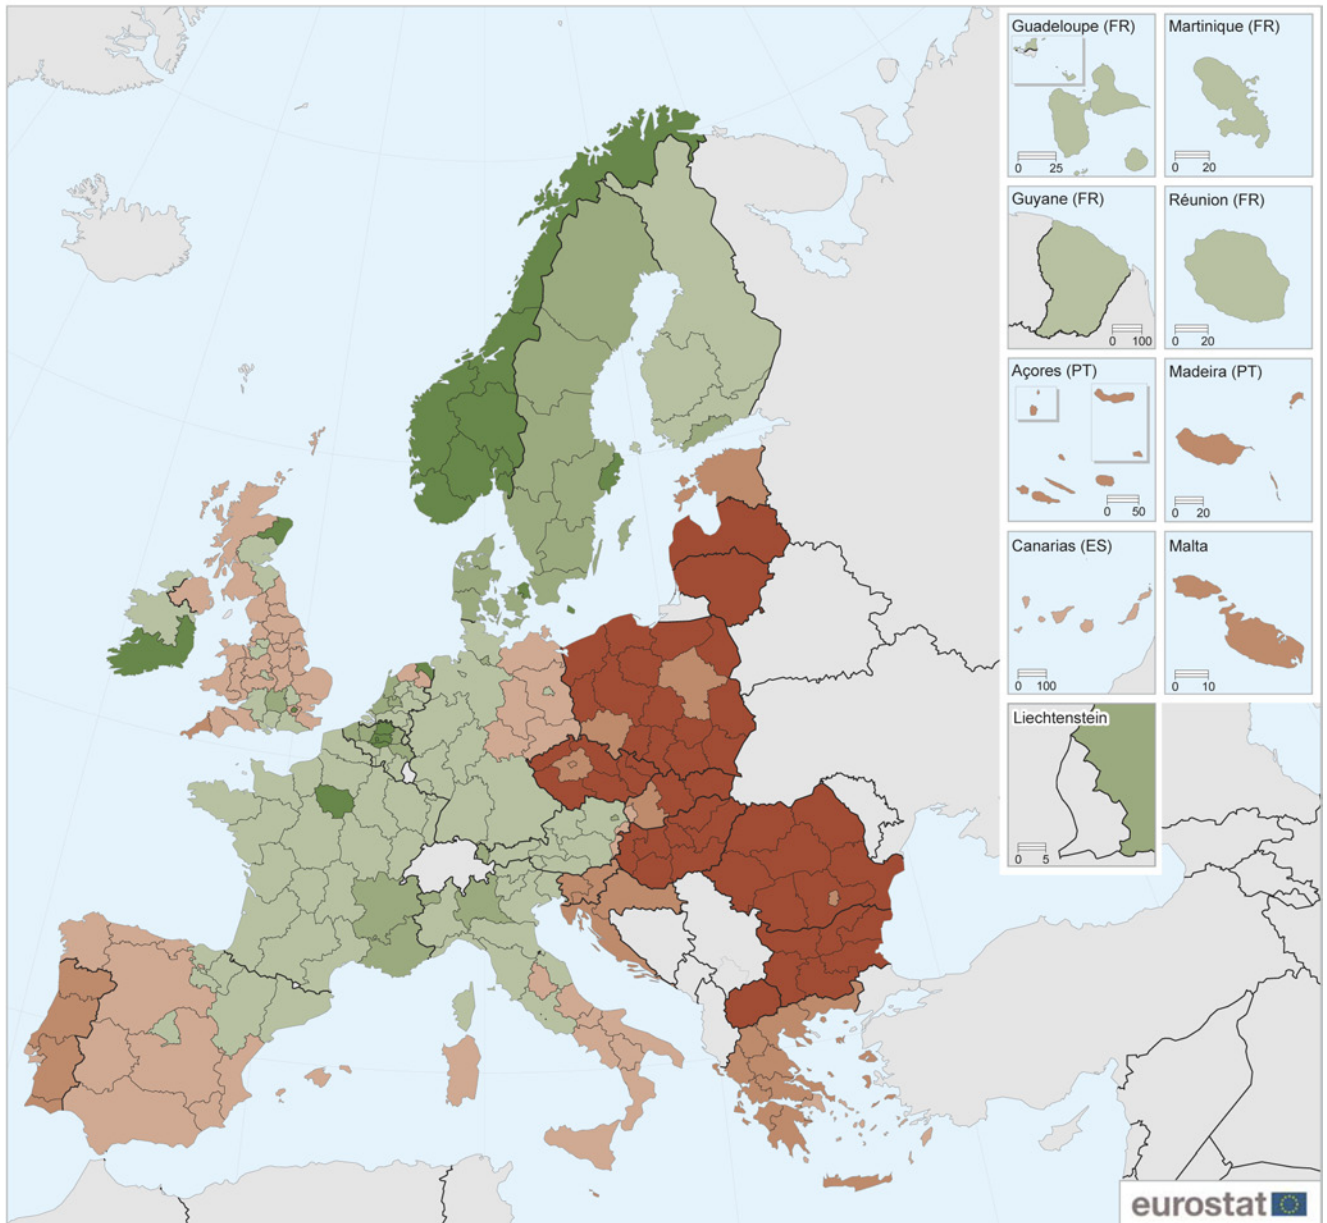 Guadeloupe (FR)
0 25
Martinique (FR)
0 20
Guyane (FR)
0 100
Réunion (FR)
0 20
Açores (PT)
0 50
Madeira (PT)
0 20
Canarias (ES)
0 100
Malta
0 10
Liechtenstein
0 5
eurostat